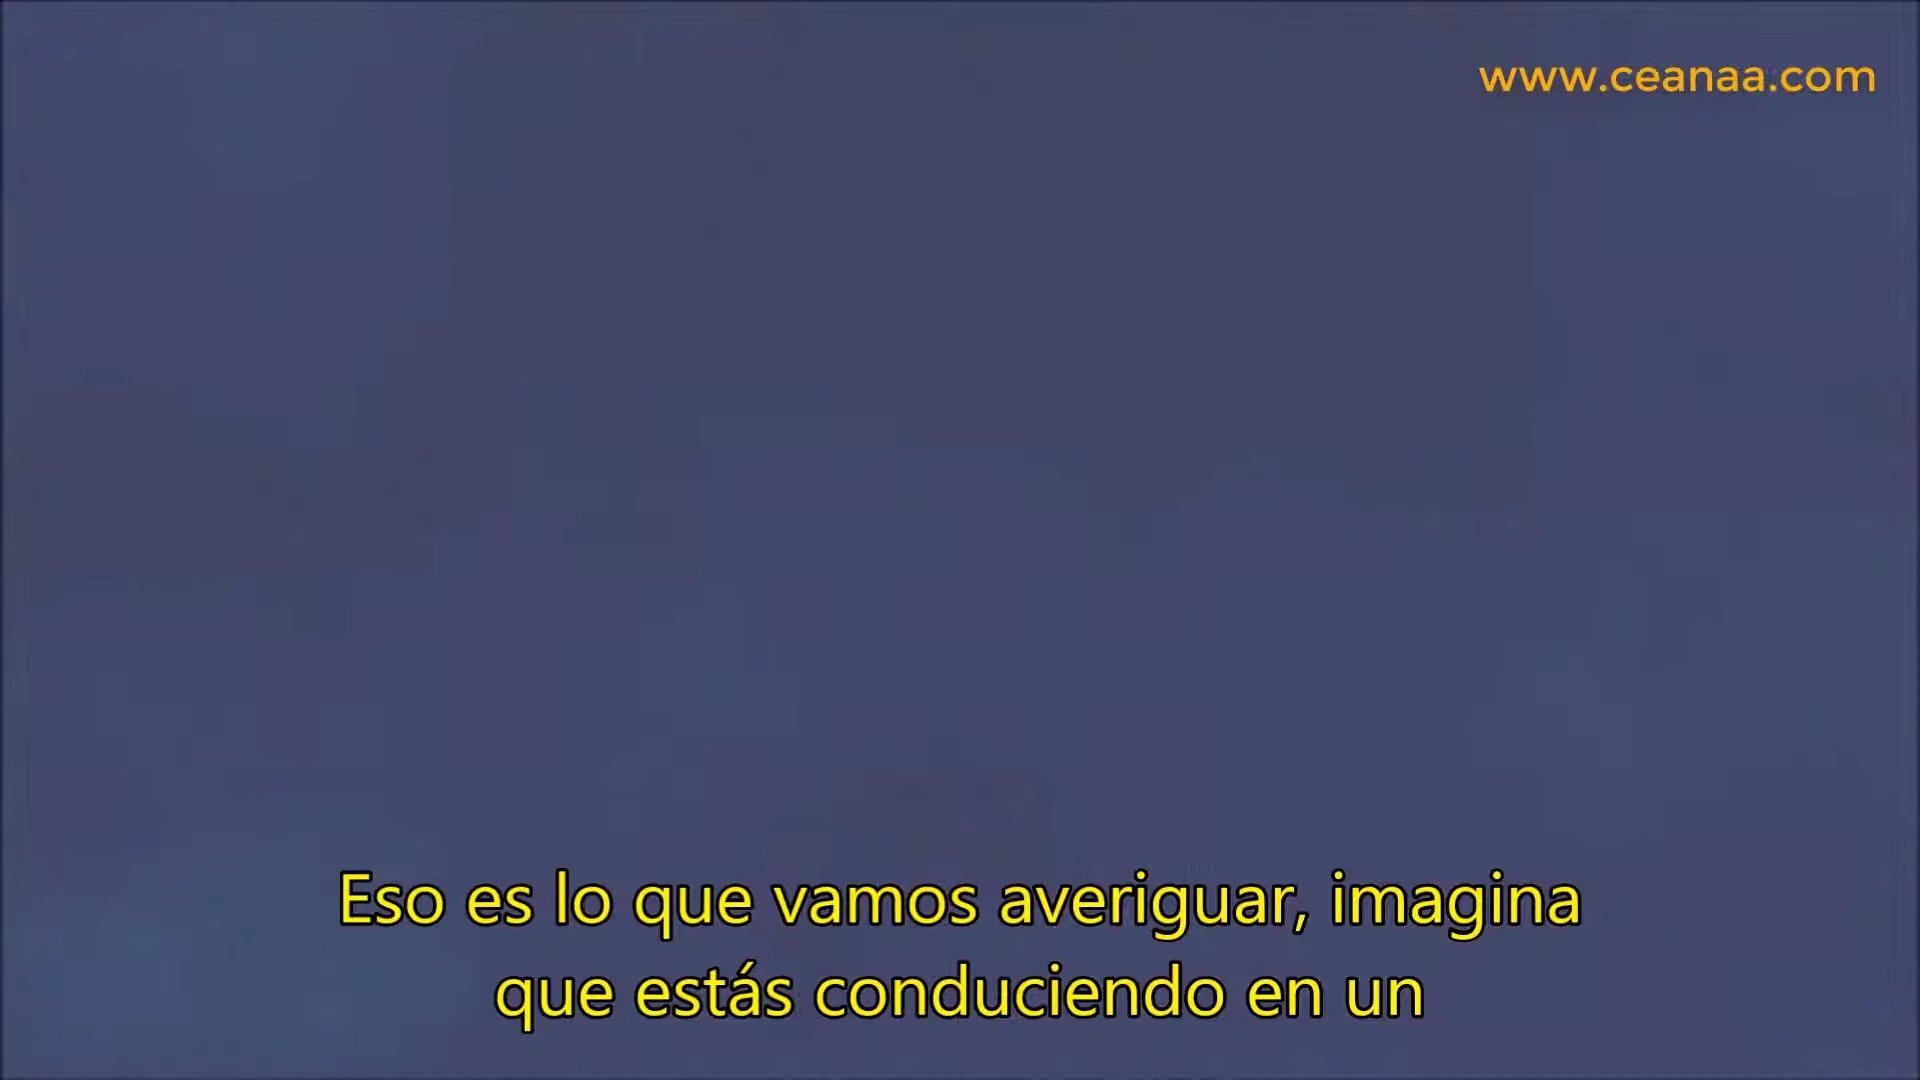 www.ceanaa.com
Eso es lo que vamos averiguar, imagina
que estás conduciendo en un